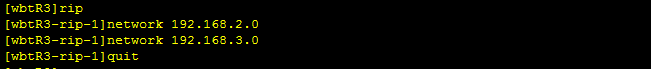 [wbtR3]rip
[wbtR3-rip-1]network 192.168.2.0
[wbtR3-rip-1]network 192.168.3.0
[wbtR3-rip-1]quit